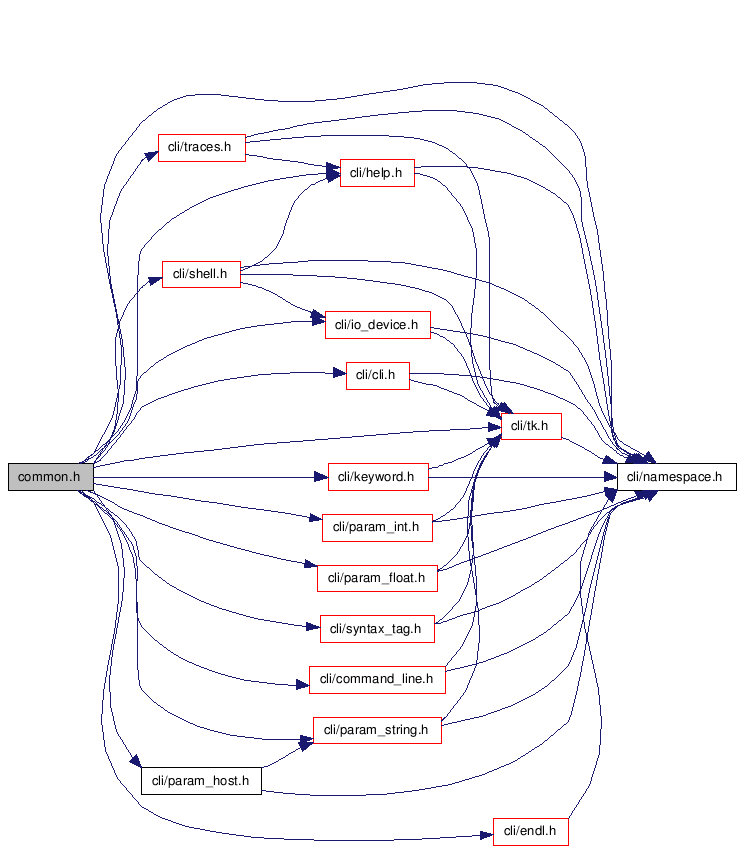 cli/traces.h
cli/help.h
cli/shell.h
cli/io_device.h
cli/cli.h
cli/tk.h
common.h
cli/keyword.h
cli/namespace.h
cli/param_int.h
cli/param_float.h
cli/syntax_tag.h
cli/command_line.h
cli/param_string.h
cli/param_host.h
cli/endl.h